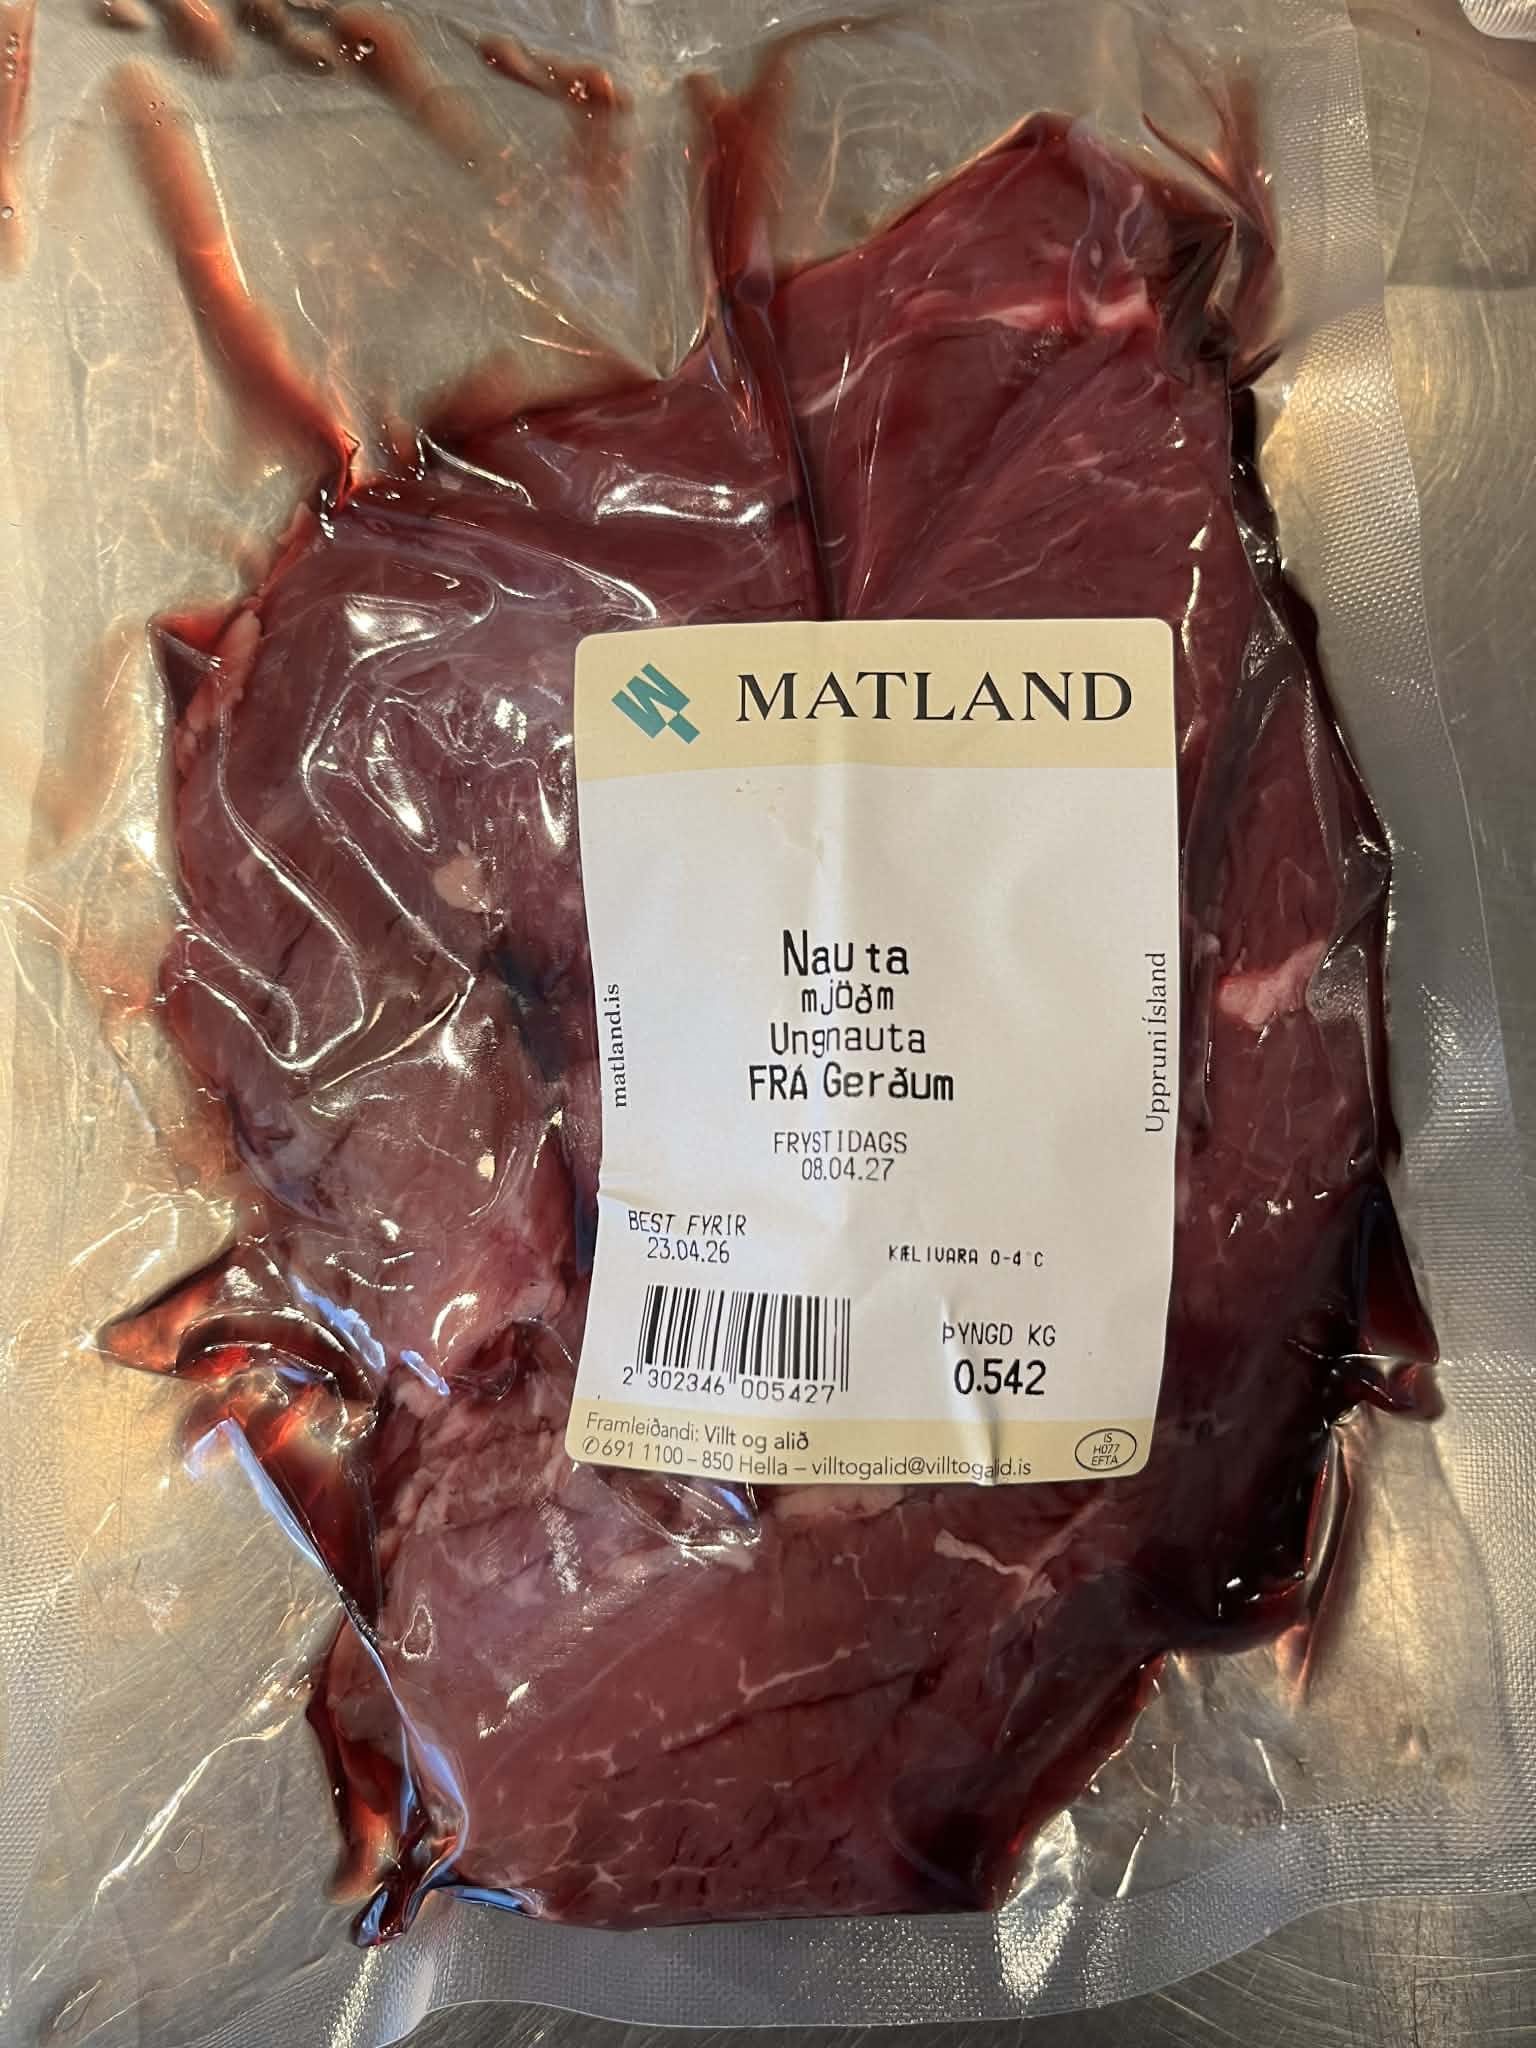 MATLAND
Nauta
mjöðm
Ungnauta
FRÁ Gerðum
FRYSTIDAGS
08.04.27
matland.is
Uppruni Ísland
BEST FYRIR
23.04.26
KÆLIVARA 0-4°C
ÞYNGD KG
0.542
2 302346 005427
Framleiðandi: Villt og alið
✆691 1100 – 850 Hella – villtogalid@villtogalid.is
IS
H077
EFTA